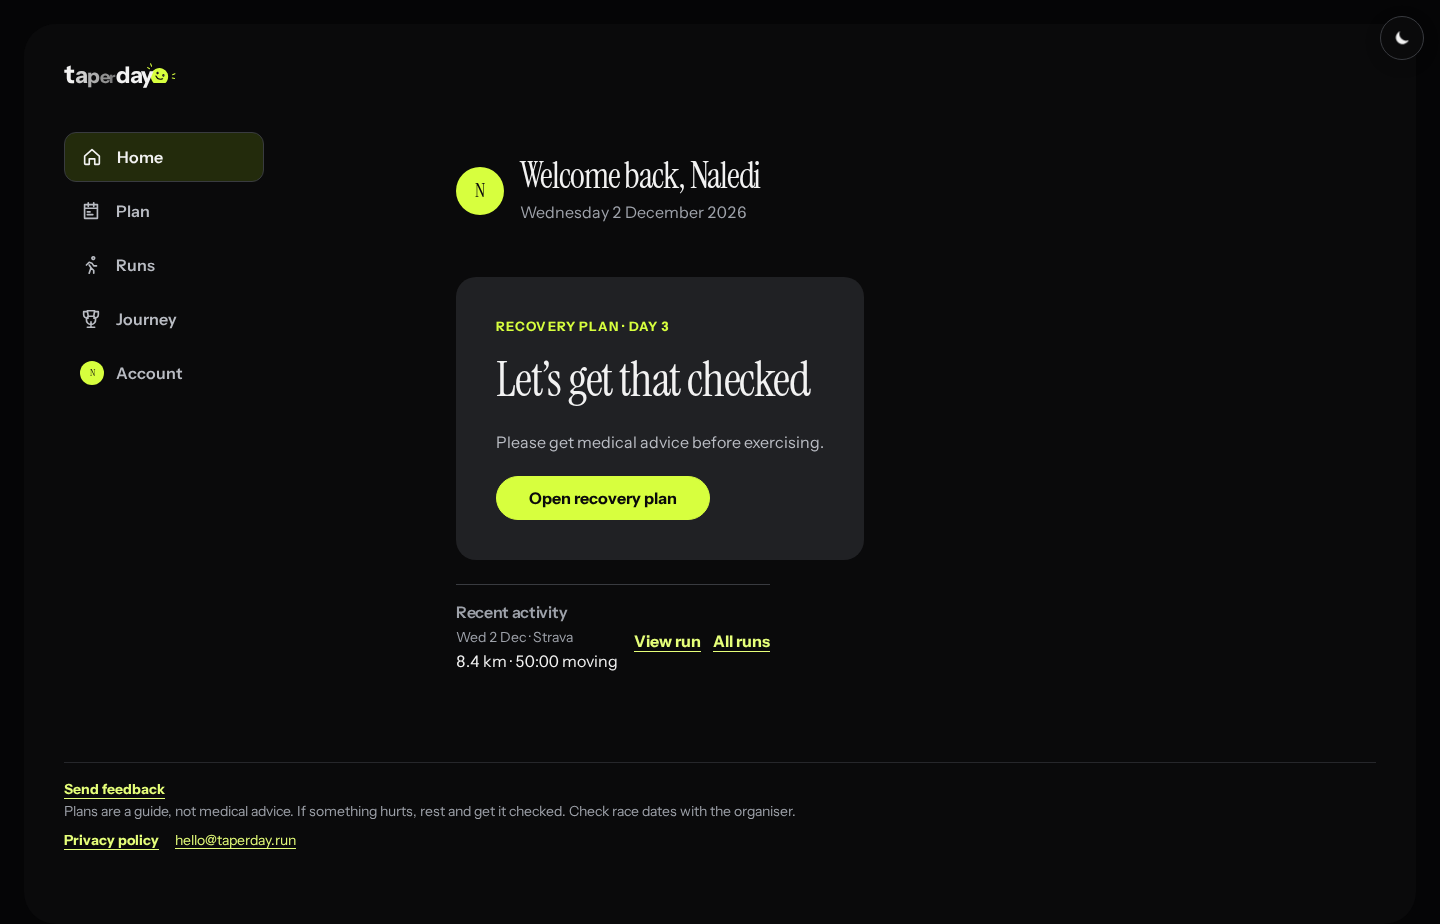 taperday
Home
Plan
Runs
Journey
N
Account
N
Welcome back, Naledi
Wednesday 2 December 2026
RECOVERY PLAN · DAY 3
Let’s get that checked
Please get medical advice before exercising.
Open recovery plan
Recent activity
Wed 2 Dec · Strava
8.4 km · 50:00 moving
View run All runs
Send feedback
Plans are a guide, not medical advice. If something hurts, rest and get it checked. Check race dates with the organiser.
Privacy policy hello@taperday.run